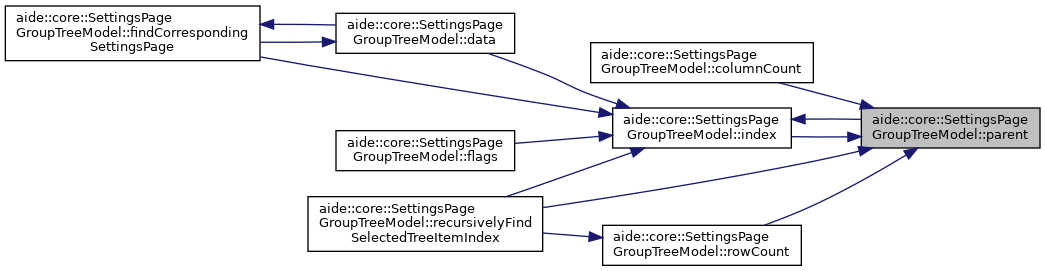 aide::core::SettingsPage
GroupTreeModel::findCorresponding
SettingsPage
aide::core::SettingsPage
GroupTreeModel::data
aide::core::SettingsPage
GroupTreeModel::columnCount
aide::core::SettingsPage
GroupTreeModel::index
aide::core::SettingsPage
GroupTreeModel::parent
aide::core::SettingsPage
GroupTreeModel::flags
aide::core::SettingsPage
GroupTreeModel::recursivelyFind
SelectedTreeItemIndex
aide::core::SettingsPage
GroupTreeModel::rowCount